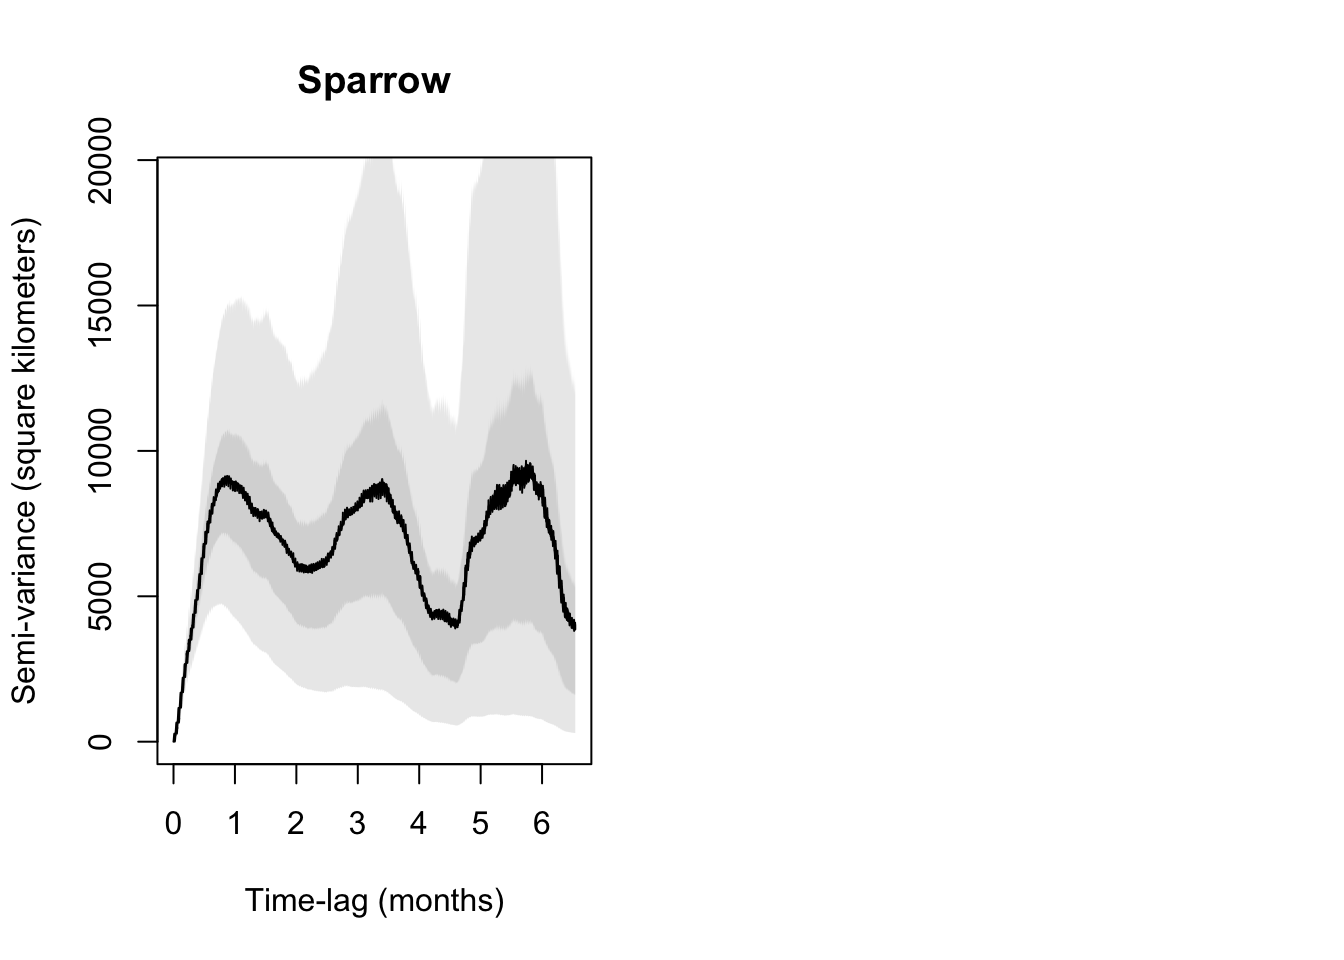 Sparrow
Semi-variance (square kilometers)
20000
15000
10000
5000
0
0 1 2 3 4 5 6
Time-lag (months)